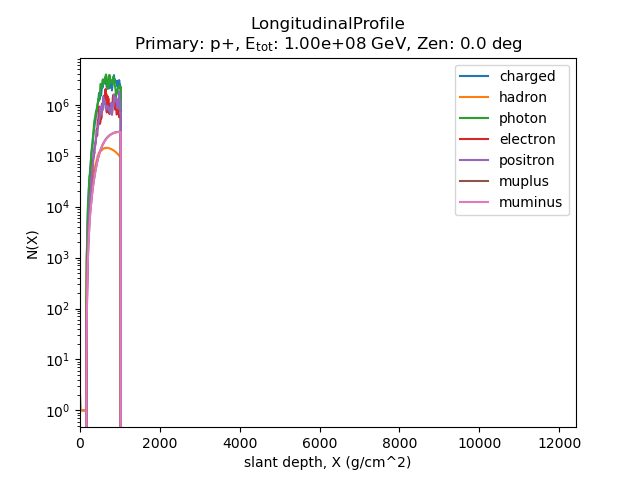 LongitudinalProfile
Primary: p+, E_tot: 1.00e+08 GeV, Zen: 0.0 deg
charged
hadron
photon
electron
positron
muplus
muminus
10^6
10^5
10^4
10^3
10^2
10^1
10^0
N(X)
0 2000 4000 6000 8000 10000 12000
slant depth, X (g/cm^2)